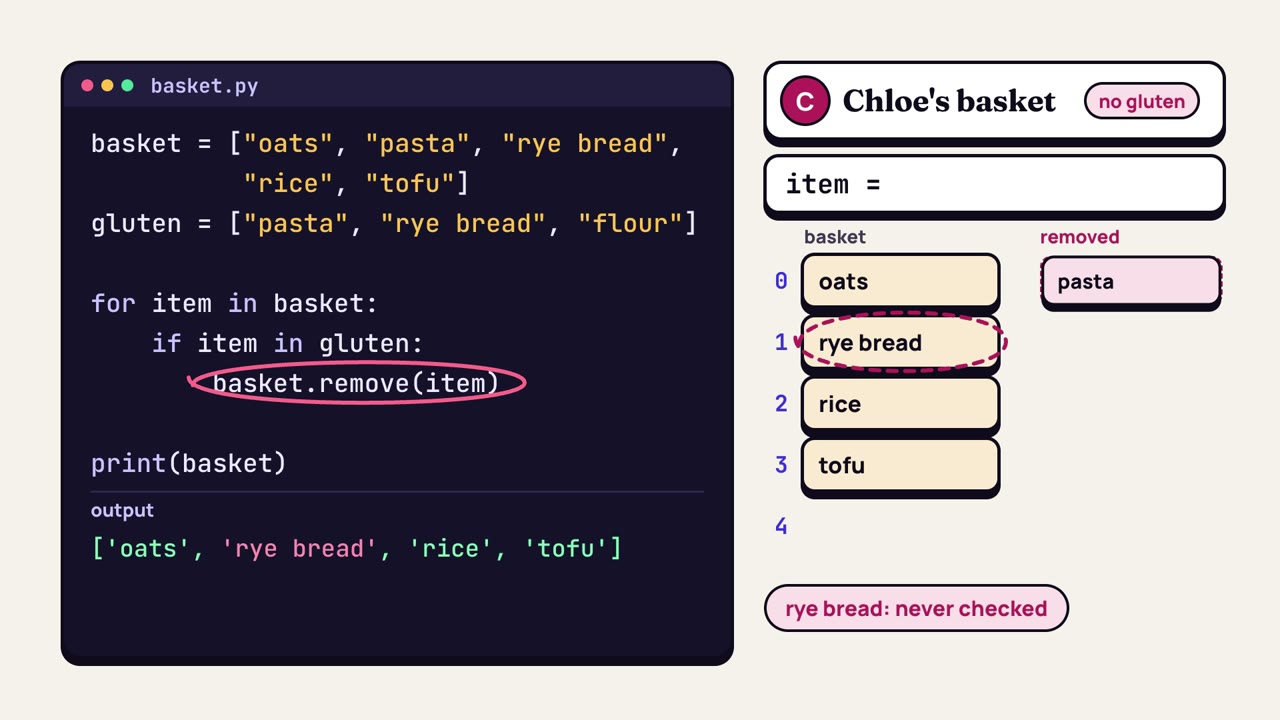 basket.py
basket = ["oats", "pasta", "rye bread",
"rice", "tofu"]
gluten = ["pasta", "rye bread", "flour"]
for item in basket:
if item in gluten:
basket.remove(item)
print(basket)
output
['oats', 'rye bread', 'rice', 'tofu']
C Chloe's basket no gluten
item =
basket removed
0 oats pasta
1 rye bread
2 rice
3 tofu
4
rye bread: never checked